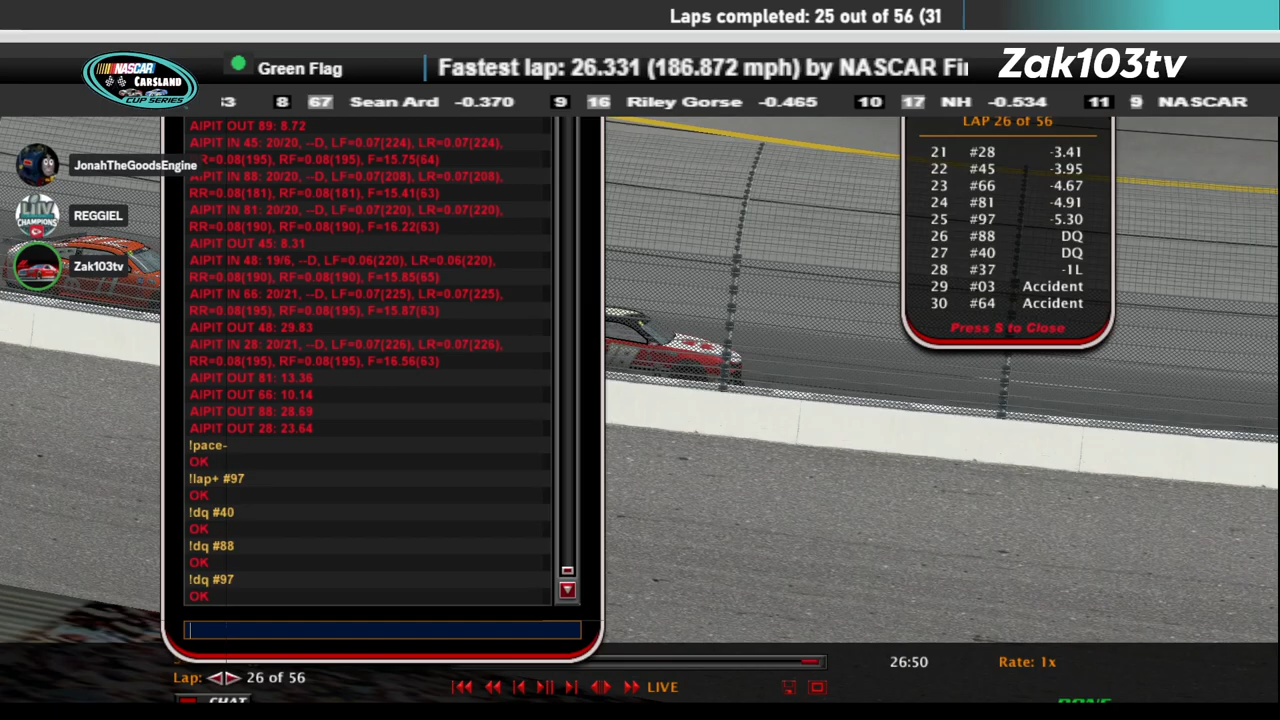 Laps completed: 25 out of 56 (31
NASCAR
CARSLAND
CUP SERIES
Green Flag
Fastest lap: 26.331 (186.872 mph) by NASCAR Fi
Zak103tv
8 67 Sean Ard -0.370 9 16 Riley Gorse -0.465 10 17 NH -0.534 11 9 NASCAR
AIPIT OUT 89: 8.72
AIPIT IN 45: 20/20, --D, LF=0.07(224), LR=0.07(224),
R=0.08(195), RF=0.08(195), F=15.75(64)
AIPIT IN 88: 20/20, --D, LF=0.07(208), LR=0.07(208),
RR=0.08(181), RF=0.08(181), F=15.41(63)
AIPIT IN 81: 20/20, --D, LF=0.07(220), LR=0.07(220),
RR=0.08(190), RF=0.08(190), F=16.22(63)
AIPIT OUT 45: 8.31
AIPIT IN 48: 19/6, --D, LF=0.06(220), LR=0.06(220),
RR=0.08(190), RF=0.08(190), F=15.85(65)
AIPIT IN 66: 20/21, --D, LF=0.07(225), LR=0.07(225),
RR=0.08(195), RF=0.08(195), F=15.87(63)
AIPIT OUT 48: 29.83
AIPIT IN 28: 20/21, --D, LF=0.07(226), LR=0.07(226),
RR=0.08(195), RF=0.08(195), F=16.56(63)
AIPIT OUT 81: 13.36
AIPIT OUT 66: 10.14
AIPIT OUT 88: 28.69
AIPIT OUT 28: 23.64
!pace-
OK
!lap+ #97
OK
!dq #40
OK
!dq #88
OK
!dq #97
OK
JonahTheGoodsEngine
LIV
CHAMPIONS
REGGIEL
Zak103tv
LAP 26 of 56
21 #28 -3.41
22 #45 -3.95
23 #66 -4.67
24 #81 -4.91
25 #97 -5.30
26 #88 DQ
27 #40 DQ
28 #37 -1L
29 #03 Accident
30 #64 Accident
Press S to Close
26:50
Rate: 1x
Lap: 26 of 56
LIVE
CHAT